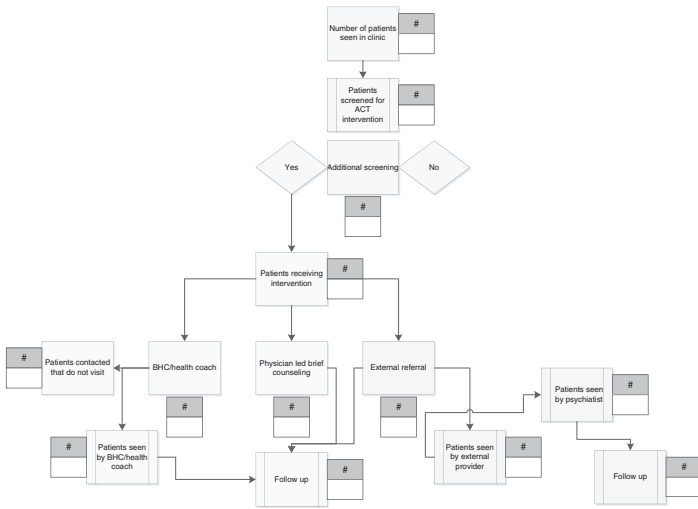 Number of patients
seen in clinic
#
Patients
screened for
ACT
intervention
#
Yes
Additional screening
No
#
Patients receiving
intervention
#
#
Patients contacted
that do not visit
BHC/health coach
Physician led brief
counseling
External referral
Patients seen
by psychiatist
#
#
#
#
#
Patients seen
by BHC/health
coach
Follow up
#
Patients seen
by external
provider
#
Follow up
#